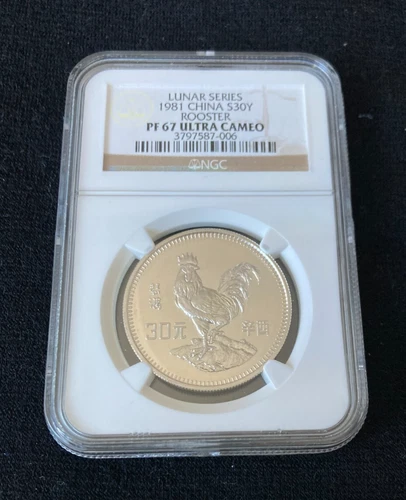 LUNAR SERIES
1981 CHINA S30Y
ROOSTER
PF 67 ULTRA CAMEO
3797587-006
NGC
30元
辛酉